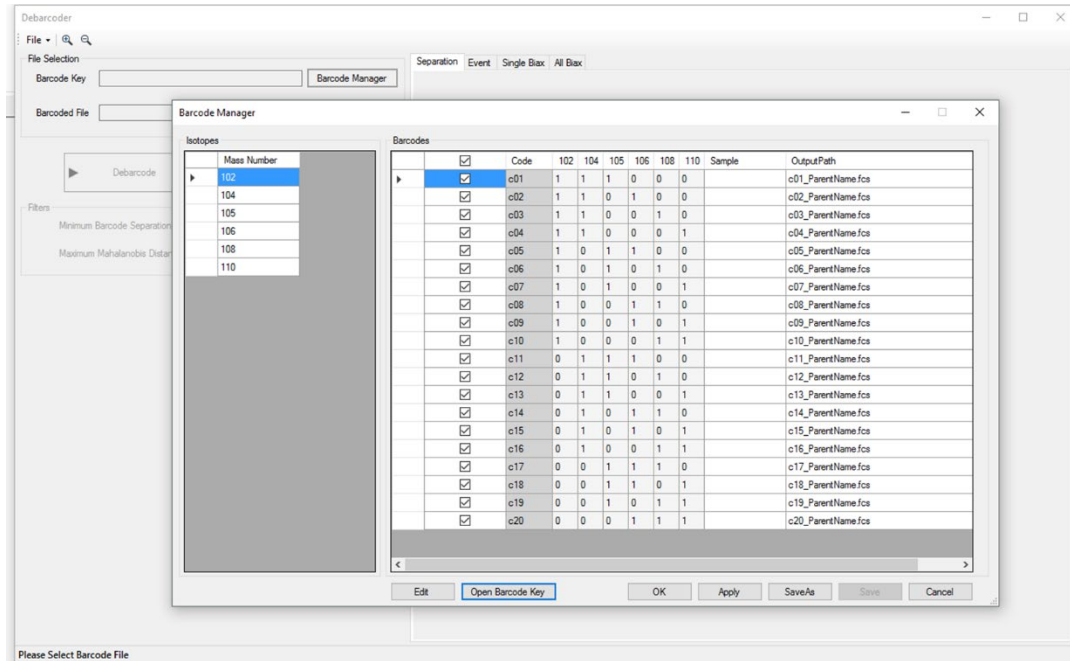 Debarcoder
File
File Selection
Separation Event Single Biax All Biax
Barcode Key Barcode Manager
Barcoded File
Barcode Manager
Isotopes Barcodes
Mass Number Code 102 104 105 106 108 110 Sample OutputPath
102 c01 1 1 1 0 0 0 c01_ParentName.fcs
104 c02 1 1 0 1 0 0 c02_ParentName.fcs
105 c03 1 1 0 0 1 0 c03_ParentName.fcs
106 c04 1 1 0 0 0 1 c04_ParentName.fcs
108 c05 1 0 1 1 0 0 c05_ParentName.fcs
110 c06 1 0 1 0 1 0 c06_ParentName.fcs
c07 1 0 1 0 0 1 c07_ParentName.fcs
c08 1 0 0 1 1 0 c08_ParentName.fcs
c09 1 0 0 1 0 1 c09_ParentName.fcs
c10 1 0 0 0 1 1 c10_ParentName.fcs
c11 0 1 1 1 0 0 c11_ParentName.fcs
c12 0 1 1 0 1 0 c12_ParentName.fcs
c13 0 1 1 0 0 1 c13_ParentName.fcs
c14 0 1 0 1 1 0 c14_ParentName.fcs
c15 0 1 0 1 0 1 c15_ParentName.fcs
c16 0 1 0 0 1 1 c16_ParentName.fcs
c17 0 0 1 1 1 0 c17_ParentName.fcs
c18 0 0 1 1 0 1 c18_ParentName.fcs
c19 0 0 1 0 1 1 c19_ParentName.fcs
c20 0 0 0 1 1 1 c20_ParentName.fcs
Debarcode
Filters
Minimum Barcode Separation
Maximum Mahalanobis Distan
Edit Open Barcode Key OK Apply SaveAs Save Cancel
Please Select Barcode File